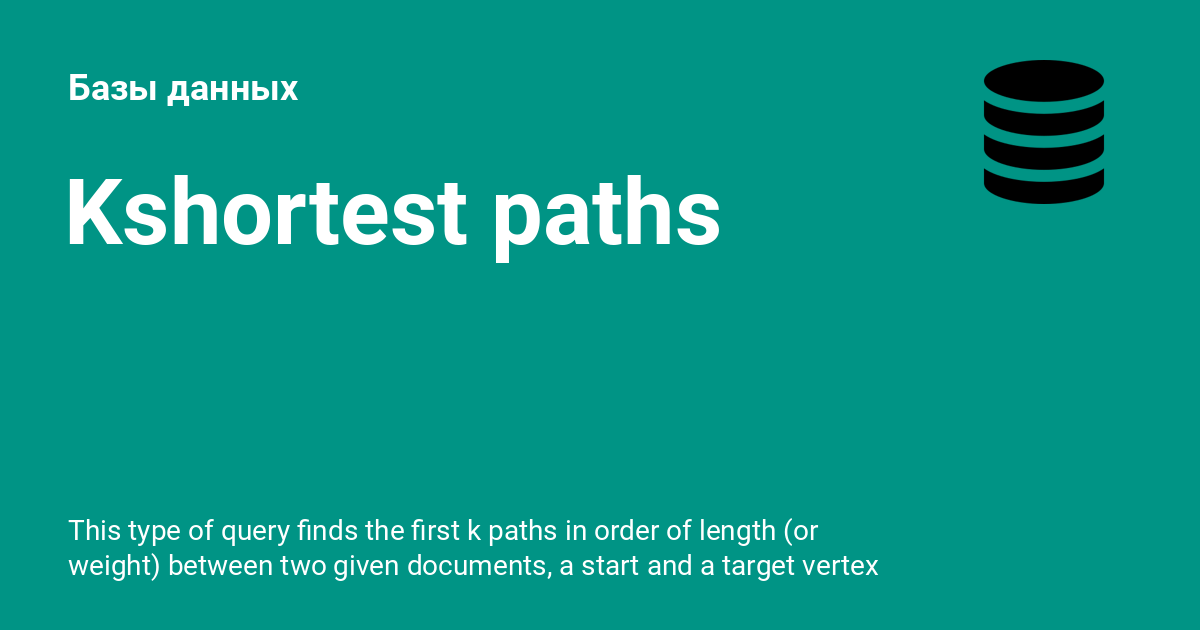 Базы данных
Kshortest paths
This type of query finds the first k paths in order of length (or
weight) between two given documents, a start and a target vertex